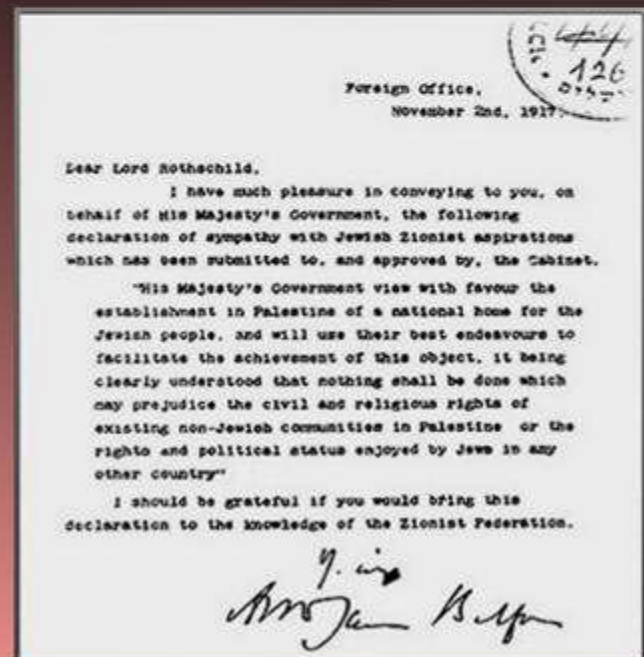 126
Foreign Office,
November 2nd, 1917.
Dear Lord Rothschild,
I have much pleasure in conveying to you, on
behalf of His Majesty's Government, the following
declaration of sympathy with Jewish Zionist aspirations
which has been submitted to, and approved by, the Cabinet.
"His Majesty's Government view with favour the
establishment in Palestine of a national home for the
Jewish people, and will use their best endeavours to
facilitate the achievement of this object, it being
clearly understood that nothing shall be done which
may prejudice the civil and religious rights of
existing non-Jewish communities in Palestine or the
rights and political status enjoyed by Jews in any
other country"
I should be grateful if you would bring this
declaration to the knowledge of the Zionist Federation.